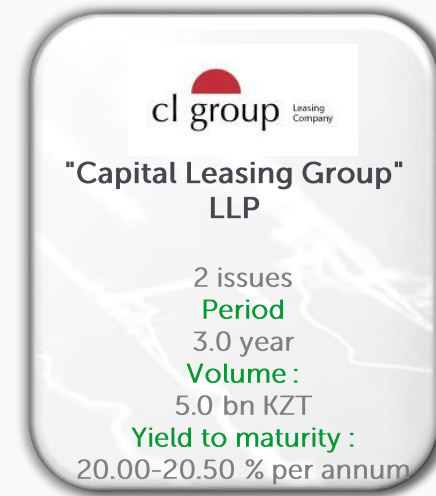 cl group Leasing
Company
"Capital Leasing Group"
LLP
2 issues
Period
3.0 year
Volume :
5.0 bn KZT
Yield to maturity :
20.00-20.50 % per annum